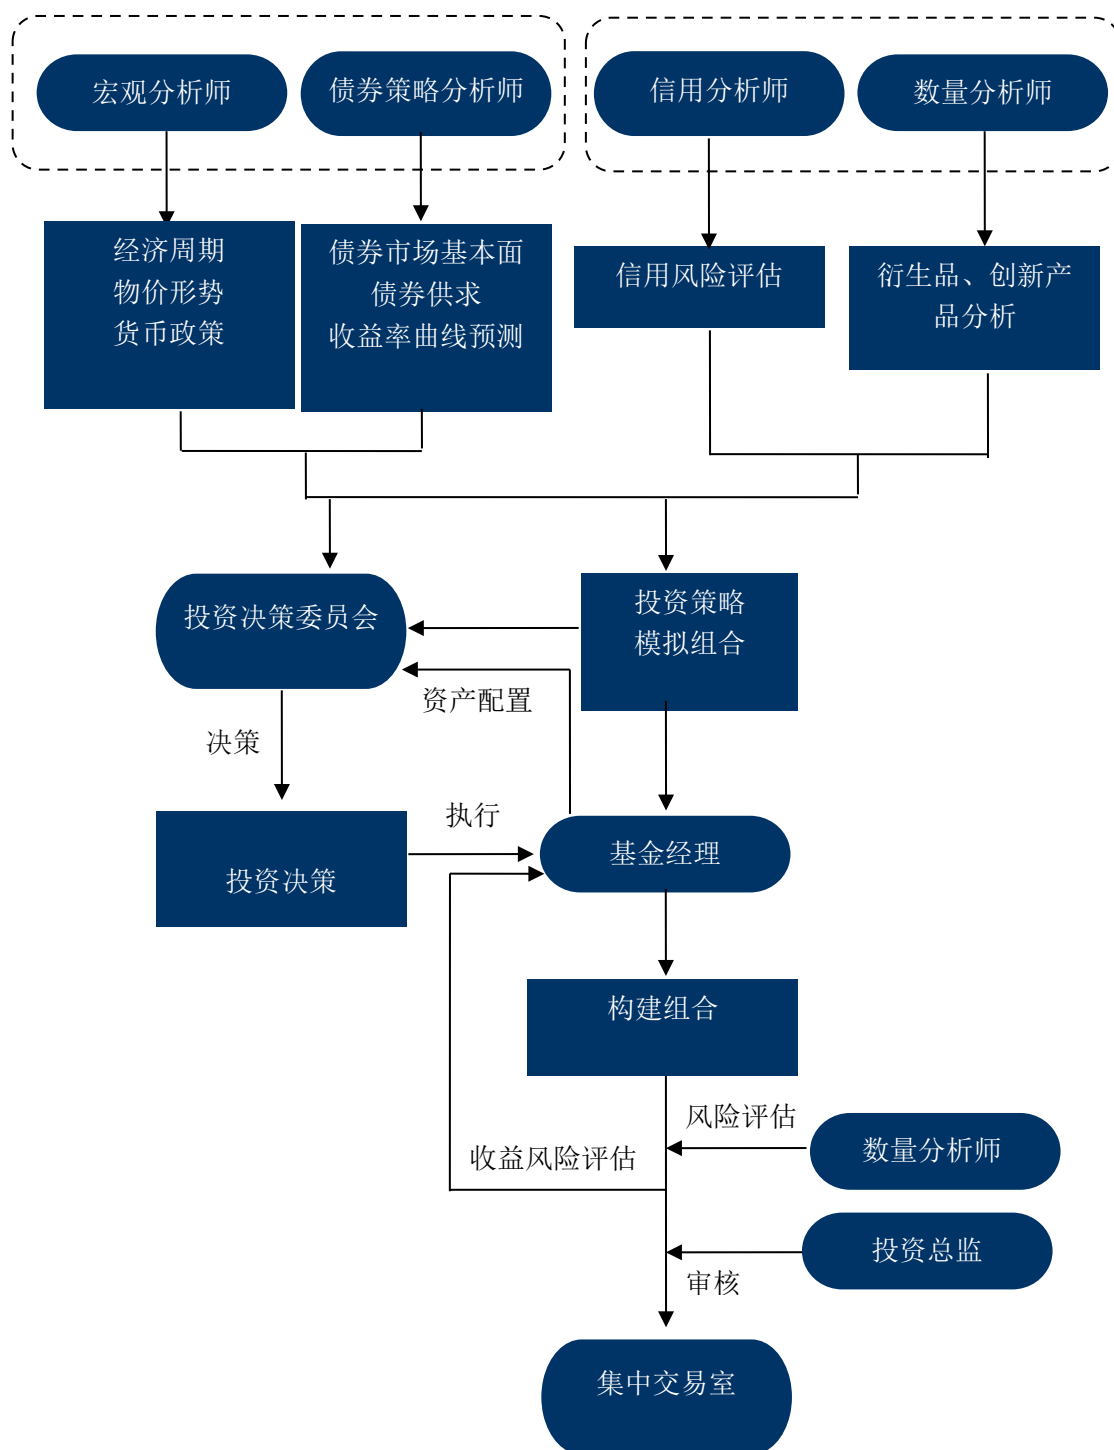 宏观分析师
债券策略分析师
信用分析师
数量分析师
经济周期
物价形势
货币政策
债券市场基本面
债券供求
收益率曲线预测
信用风险评估
衍生品、创新产
品分析
投资决策委员会
投资策略
模拟组合
资产配置
决策
执行
投资决策
基金经理
构建组合
风险评估
收益风险评估
数量分析师
投资总监
审核
集中交易室